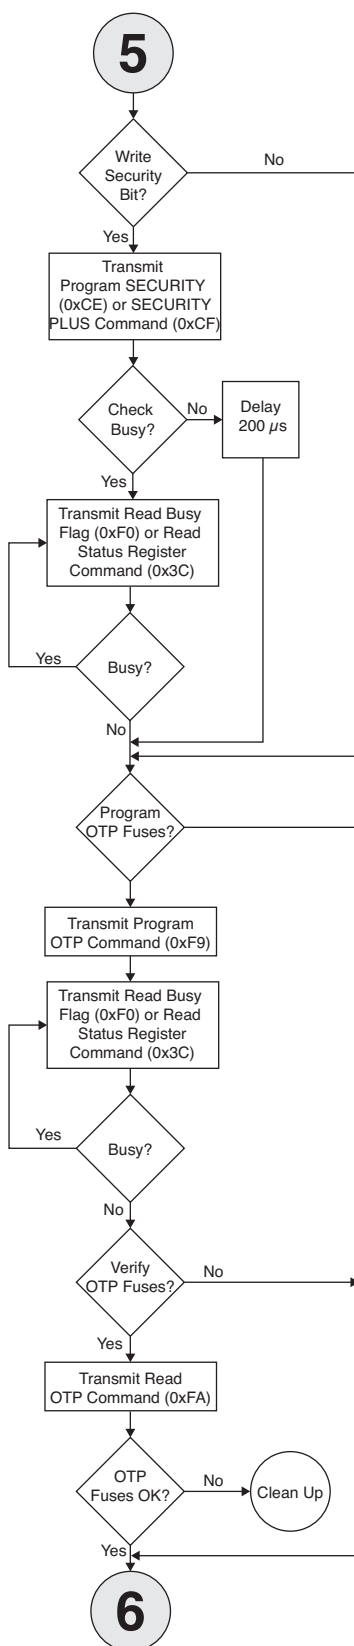 5
Write
Security
Bit?
No
Yes
Transmit
Program SECURITY
(0xCE) or SECURITY
PLUS Command (0xCF)
Check
Busy?
No
Delay
200 µs
Yes
Transmit Read Busy
Flag (0xF0) or Read
Status Register
Command (0x3C)
Yes
Busy?
No
Program
OTP Fuses?
Transmit Program
OTP Command (0xF9)
Transmit Read Busy
Flag (0xF0) or Read
Status Register
Command (0x3C)
Yes
Busy?
No
Verify
OTP Fuses?
No
Yes
Transmit Read
OTP Command (0xFA)
OTP
Fuses OK?
No
Clean Up
Yes
6